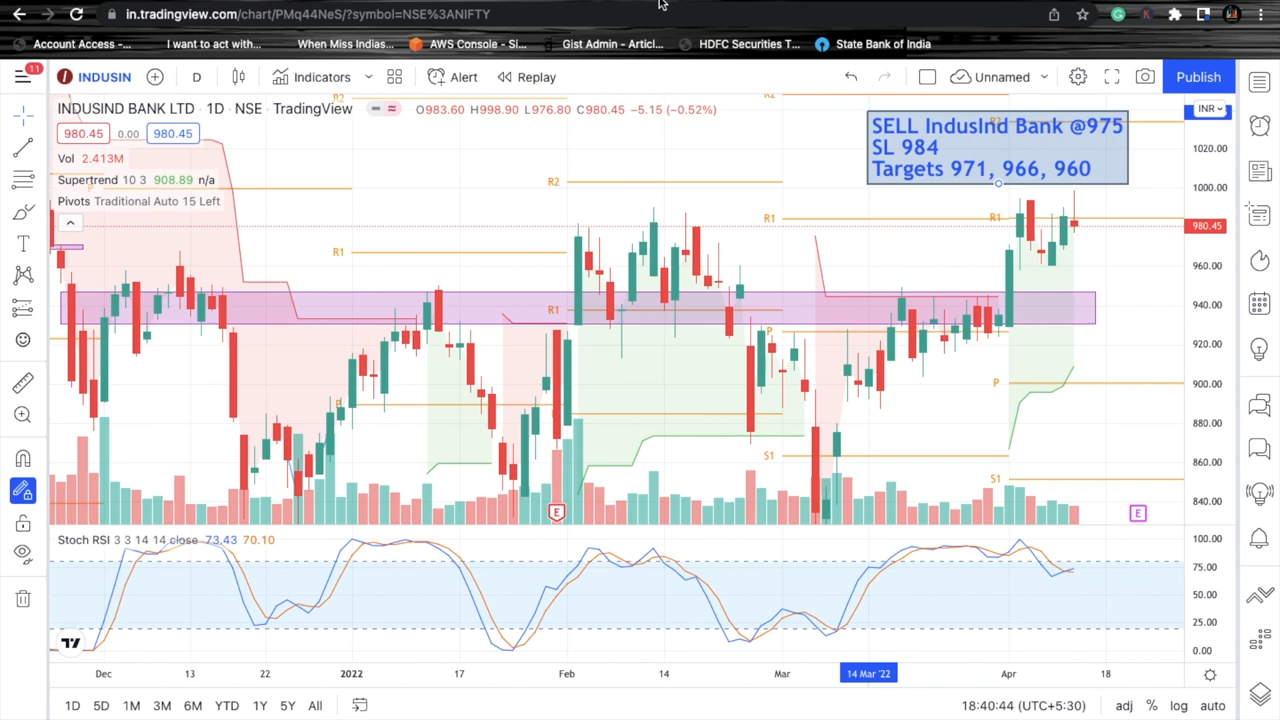 in.tradingview.com/chart/PMq44NeS/?symbol=NSE%3ANIFTY
Account Access -... I want to act with... When Miss Indias... AWS Console - Si... Gist Admin - Articl... HDFC Securities T... State Bank of India
11
INDUSIN D Indicators Alert Replay Unnamed Publish
INDUSIND BANK LTD · 1D · NSE · TradingView O983.60 H998.90 L976.80 C980.45 −5.15 (−0.52%)
INR
980.45 0.00 980.45
Vol 2.413M
Supertrend 10 3 908.89 n/a
Pivots Traditional Auto 15 Left
SELL IndusInd Bank @975
SL 984
Targets 971, 966, 960
R2
R2
R2
R2
1020.00
1000.00
R1
R1
R1
R1
980.45
960.00
940.00
920.00
900.00
880.00
860.00
840.00
P
P
P
P
S1
S1
E
E
Stoch RSI 3 3 14 14 close 73.43 70.10
100.00
75.00
50.00
25.00
0.00
Dec 13 22 2022 17 Feb 14 Mar 14 Mar '22 Apr 18
1D 5D 1M 3M 6M YTD 1Y 5Y All 18:40:44 (UTC+5:30) adj % log auto